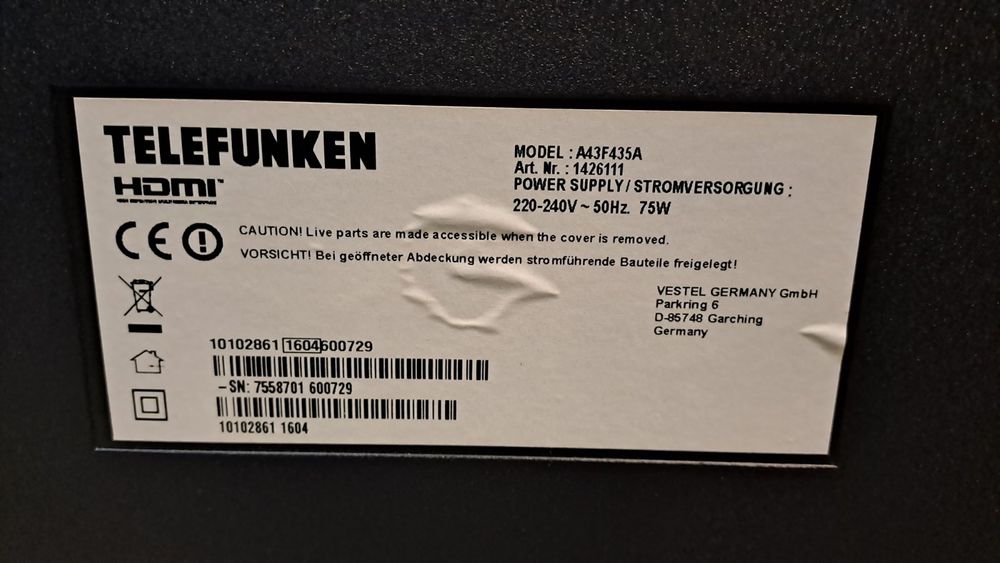 TELEFUNKEN
HDMI™
MODEL : A43F435A
Art. Nr. : 1426111
POWER SUPPLY / STROMVERSORGUNG :
220-240V ~ 50Hz. 75W
CE
CAUTION! Live parts are made accessible when the cover is removed.
VORSICHT! Bei geöffneter Abdeckung werden stromführende Bauteile freigelegt!
VESTEL GERMANY GmbH
Parkring 6
D-85748 Garching
Germany
10102861 1604 600729
–SN: 7558701 600729
10102861 1604